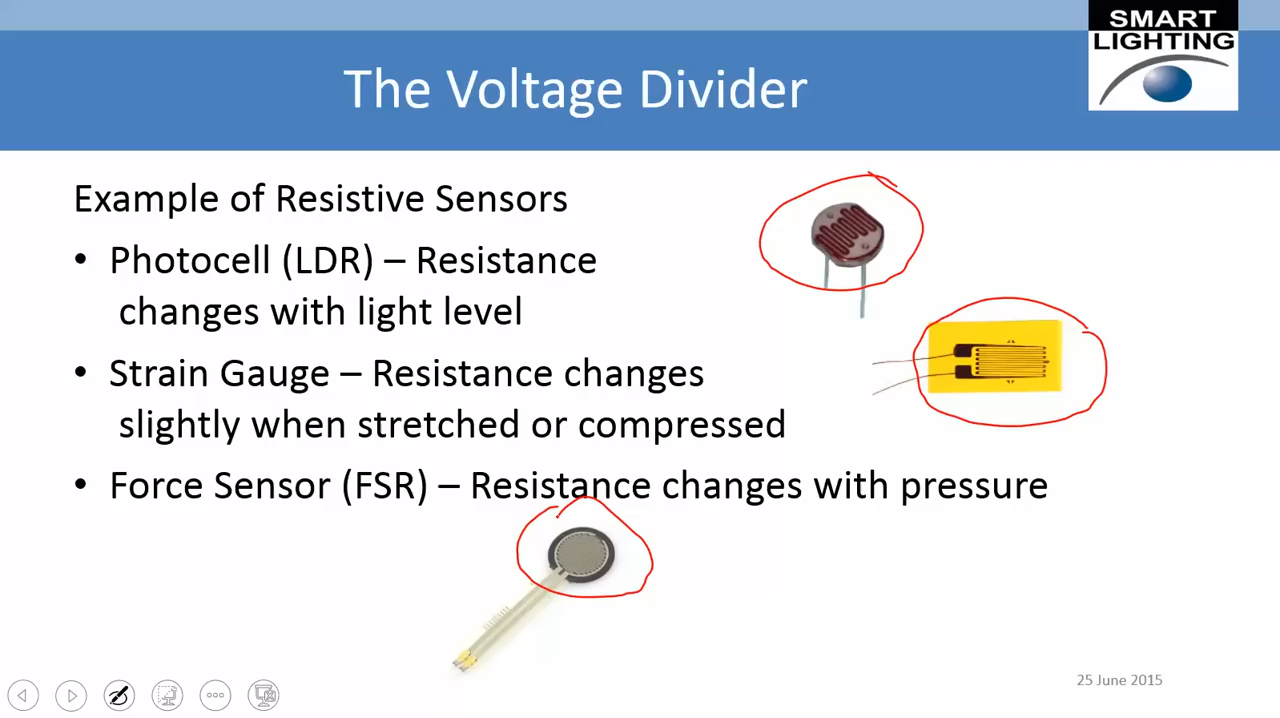 SMART
LIGHTING
The Voltage Divider
Example of Resistive Sensors
• Photocell (LDR) – Resistance
changes with light level
• Strain Gauge – Resistance changes
slightly when stretched or compressed
• Force Sensor (FSR) – Resistance changes with pressure
25 June 2015